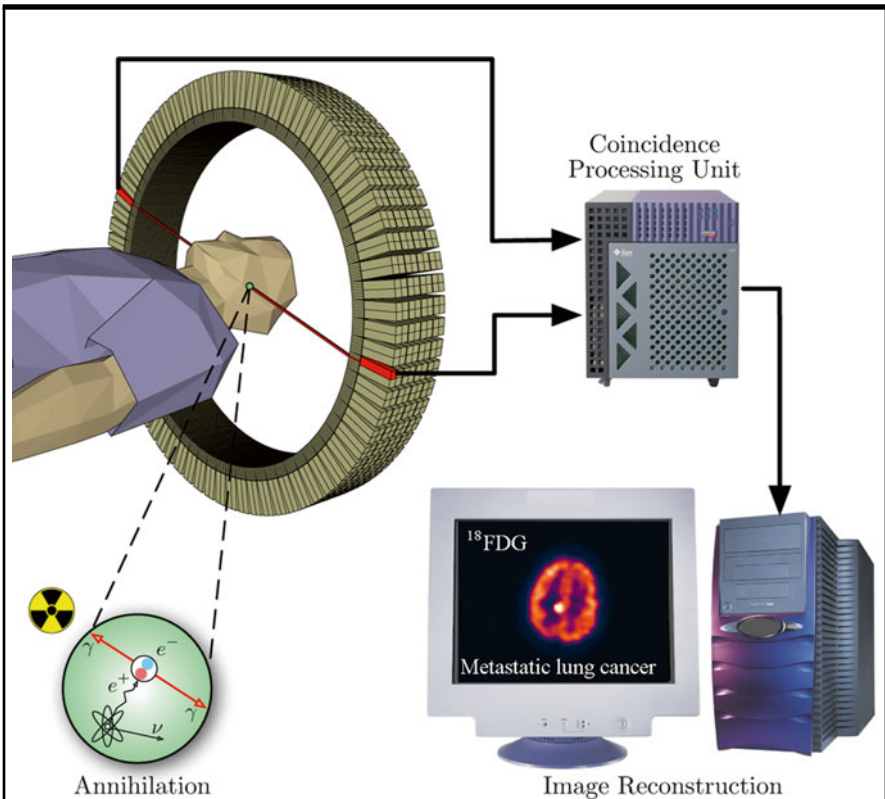 Coincidence
Processing Unit
¹⁸FDG
Metastatic lung cancer
γ
e⁻
e⁺
γ
ν
Annihilation
Image Reconstruction